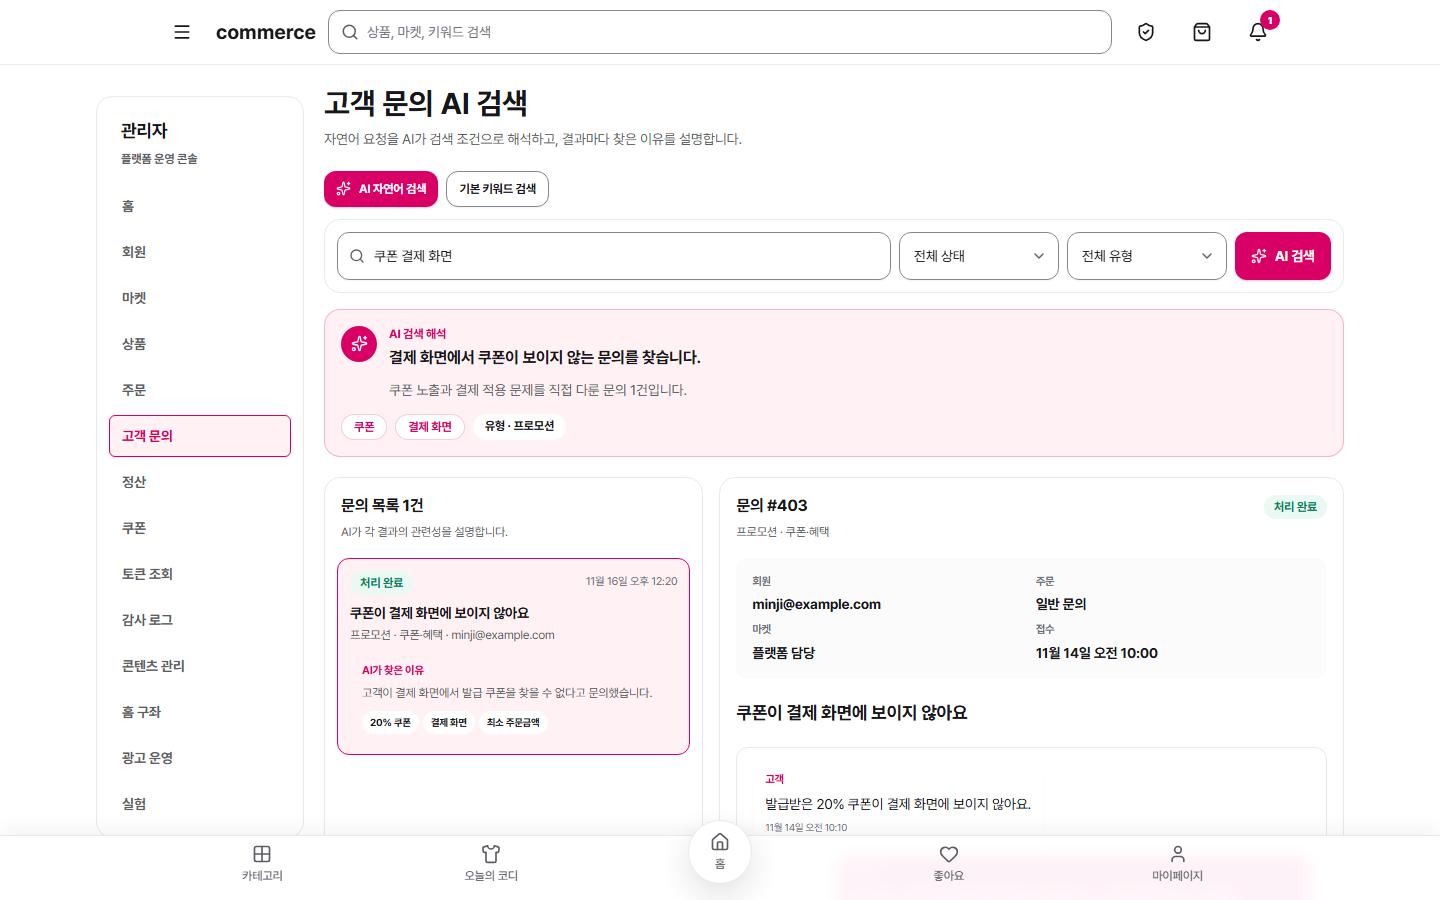 commerce
상품, 마켓, 키워드 검색
1
관리자
플랫폼 운영 콘솔
홈
회원
마켓
상품
주문
고객 문의
정산
쿠폰
토큰 조회
감사 로그
콘텐츠 관리
홈 구좌
광고 운영
실험
고객 문의 AI 검색
자연어 요청을 AI가 검색 조건으로 해석하고, 결과마다 찾은 이유를 설명합니다.
AI 자연어 검색
기본 키워드 검색
쿠폰 결제 화면
전체 상태
전체 유형
AI 검색
AI 검색 해석
결제 화면에서 쿠폰이 보이지 않는 문의를 찾습니다.
쿠폰 노출과 결제 적용 문제를 직접 다룬 문의 1건입니다.
쿠폰
결제 화면
유형 · 프로모션
문의 목록 1건
AI가 각 결과의 관련성을 설명합니다.
처리 완료
11월 16일 오후 12:20
쿠폰이 결제 화면에 보이지 않아요
프로모션 · 쿠폰·혜택 · minji@example.com
AI가 찾은 이유
고객이 결제 화면에서 발급 쿠폰을 찾을 수 없다고 문의했습니다.
20% 쿠폰
결제 화면
최소 주문금액
문의 #403
처리 완료
프로모션 · 쿠폰·혜택
회원
minji@example.com
주문
일반 문의
마켓
플랫폼 담당
접수
11월 14일 오전 10:00
쿠폰이 결제 화면에 보이지 않아요
고객
발급받은 20% 쿠폰이 결제 화면에 보이지 않아요.
11월 14일 오전 10:10
카테고리
오늘의 코디
홈
좋아요
마이페이지